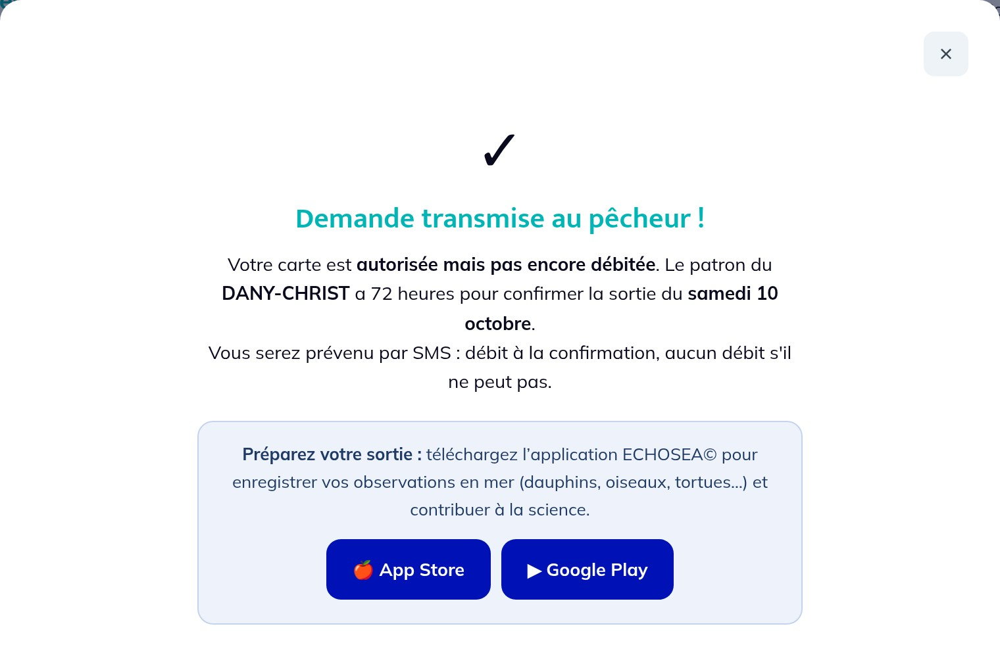 Demande transmise au pêcheur !
Votre carte est autorisée mais pas encore débitée. Le patron du
DANY-CHRIST a 72 heures pour confirmer la sortie du samedi 10
octobre.
Vous serez prévenu par SMS : débit à la confirmation, aucun débit s'il
ne peut pas.
Préparez votre sortie : téléchargez l’application ECHOSEA© pour
enregistrer vos observations en mer (dauphins, oiseaux, tortues…) et
contribuer à la science.
App Store
Google Play